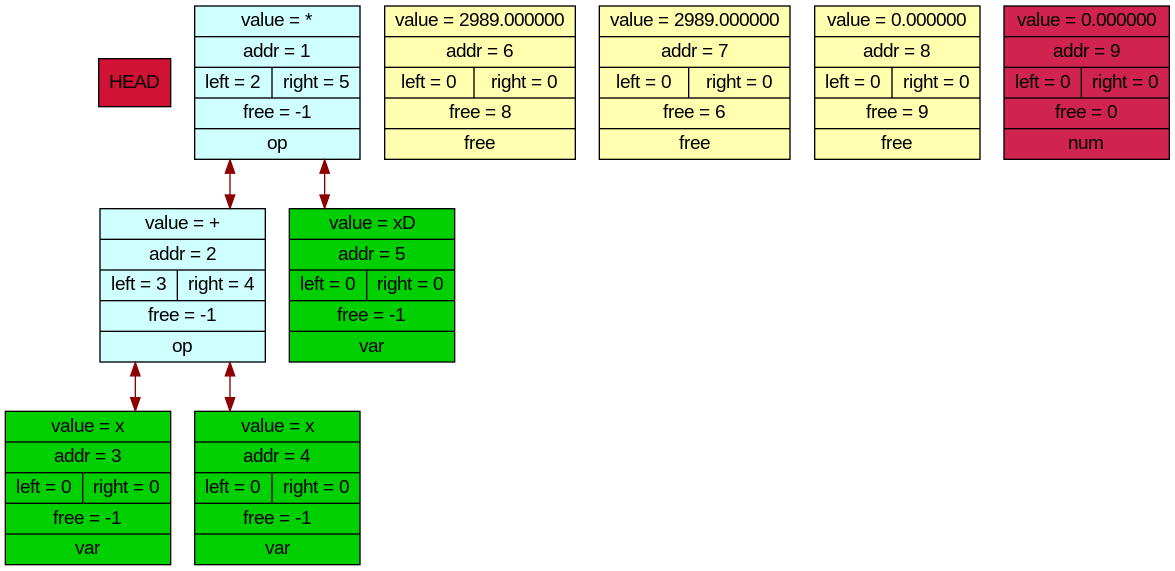 HEAD
value = *
addr = 1
left = 2 right = 5
free = -1
op
value = 2989.000000
addr = 6
left = 0 right = 0
free = 8
free
value = 2989.000000
addr = 7
left = 0 right = 0
free = 6
free
value = 0.000000
addr = 8
left = 0 right = 0
free = 9
free
value = 0.000000
addr = 9
left = 0 right = 0
free = 0
num
value = +
addr = 2
left = 3 right = 4
free = -1
op
value = xD
addr = 5
left = 0 right = 0
free = -1
var
value = x
addr = 3
left = 0 right = 0
free = -1
var
value = x
addr = 4
left = 0 right = 0
free = -1
var